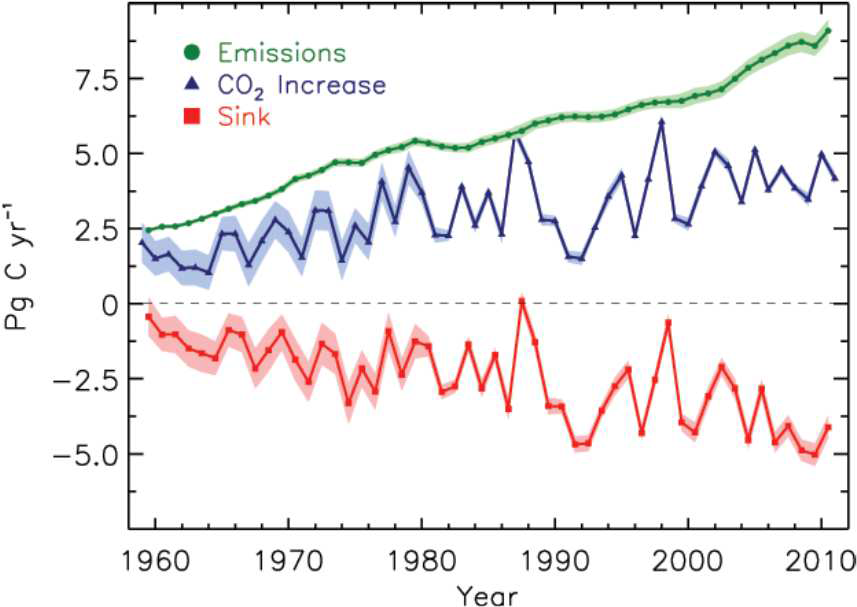 Emissions
CO₂ Increase
Sink
7.5
5.0
2.5
0
−2.5
−5.0
Pg C yr⁻¹
1960 1970 1980 1990 2000 2010
Year